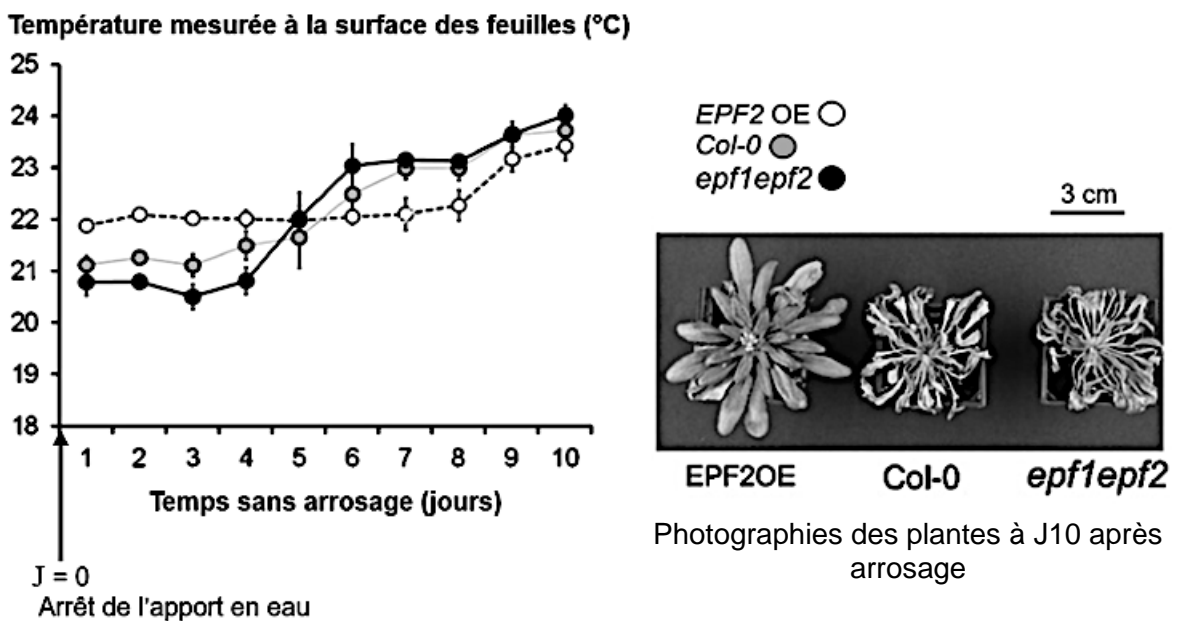 Température mesurée à la surface des feuilles (°C)
25
24
23
22
21
20
19
18
1 2 3 4 5 6 7 8 9 10
Temps sans arrosage (jours)
J = 0
Arrêt de l'apport en eau
EPF2 OE
Col-0
epf1epf2
3 cm
EPF2OE Col-0 epf1epf2
Photographies des plantes à J10 après
arrosage